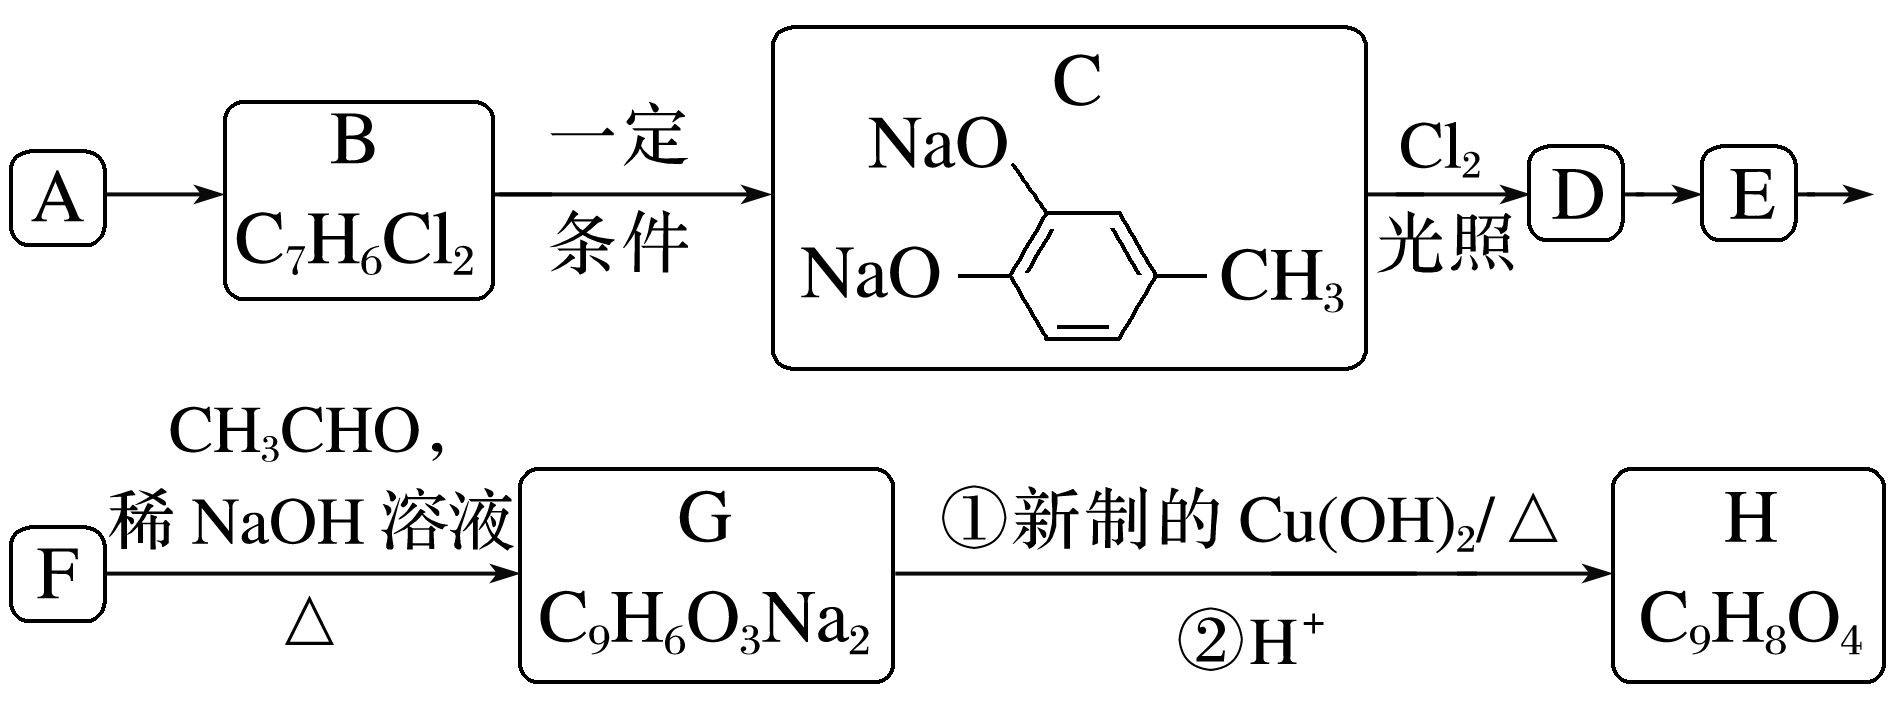 A
B
C₇H₆Cl₂
一定
条件
C
NaO
NaO
CH₃
Cl₂
光照
D
E
F
CH₃CHO，
稀 NaOH 溶液
△
G
C₉H₆O₃Na₂
①新制的 Cu(OH)₂/ △
②H⁺
H
C₉H₈O₄